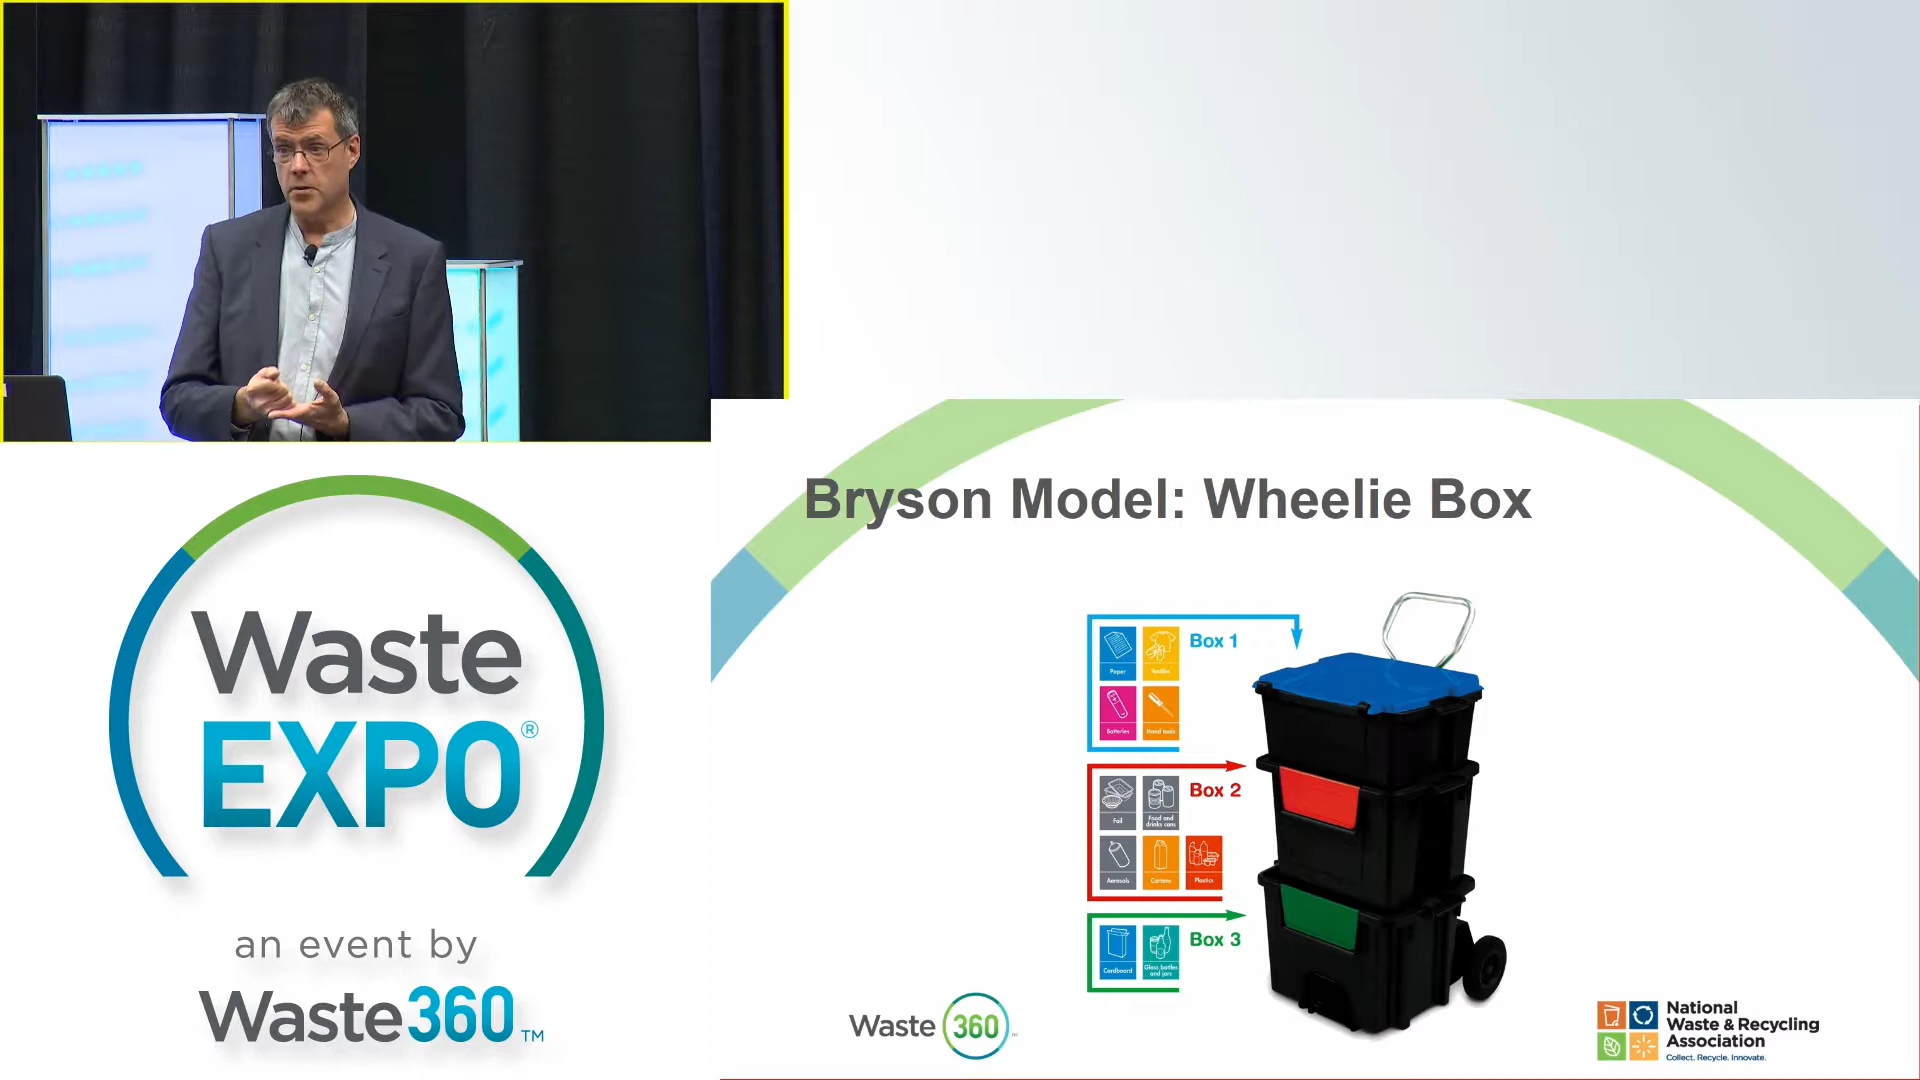 Waste
EXPO®
an event by
Waste360™
Bryson Model: Wheelie Box
Box 1
Paper
Textiles
Batteries
Hand tools
Box 2
Foil
Food and
drinks cans
Aerosols
Cartons
Plastics
Box 3
Cardboard
Glass bottles
and jars
Waste 360
National
Waste & Recycling
Association
Collect. Recycle. Innovate.